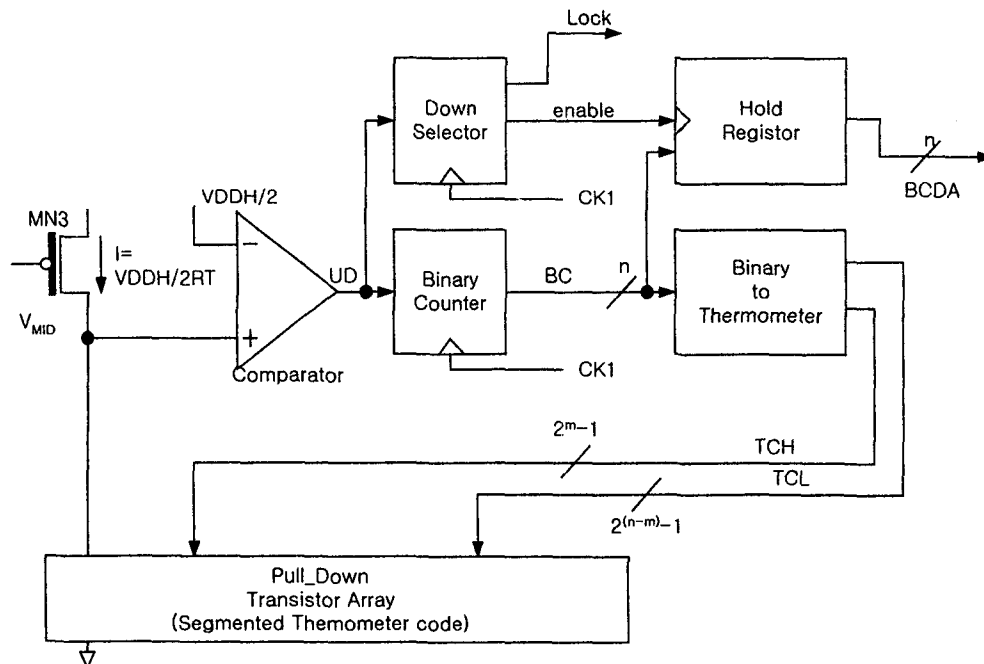 Lock
Down
Selector
enable
Hold
Registor
n
BCDA
CK1
VDDH/2
MN3
I=
VDDH/2RT
V_MID
−
+
Comparator
UD
Binary
Counter
BC
n
Binary
to
Thermometer
CK1
2^m-1
TCH
TCL
2^(n-m)-1
Pull_Down
Transistor Array
(Segmented Themometer code)